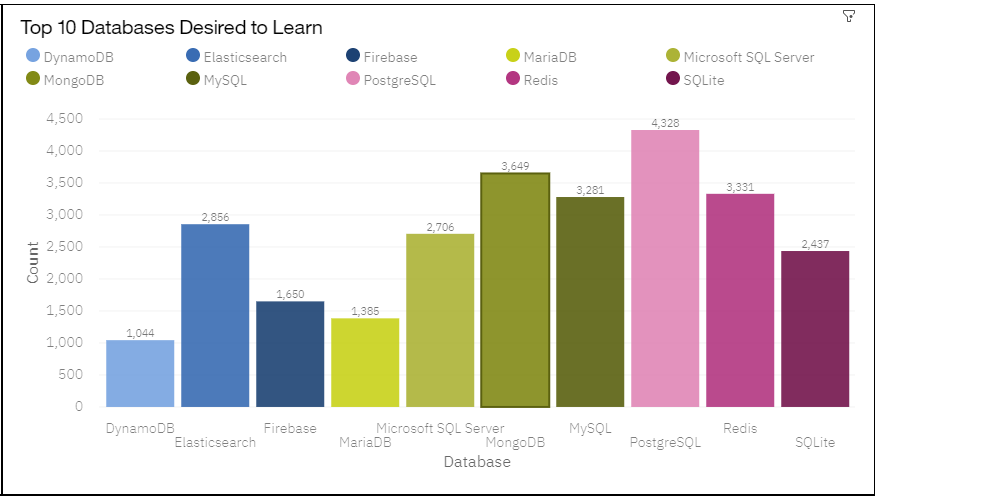 Top 10 Databases Desired to Learn
DynamoDB Elasticsearch Firebase MariaDB Microsoft SQL Server
MongoDB MySQL PostgreSQL Redis SQLite
4,500
4,000
3,500
3,000
2,500
2,000
1,500
1,000
500
0
Count
1,044
2,856
1,650
1,385
2,706
3,649
3,281
4,328
3,331
2,437
DynamoDB Firebase Microsoft SQL Server MySQL Redis
Elasticsearch MariaDB MongoDB PostgreSQL SQLite
Database